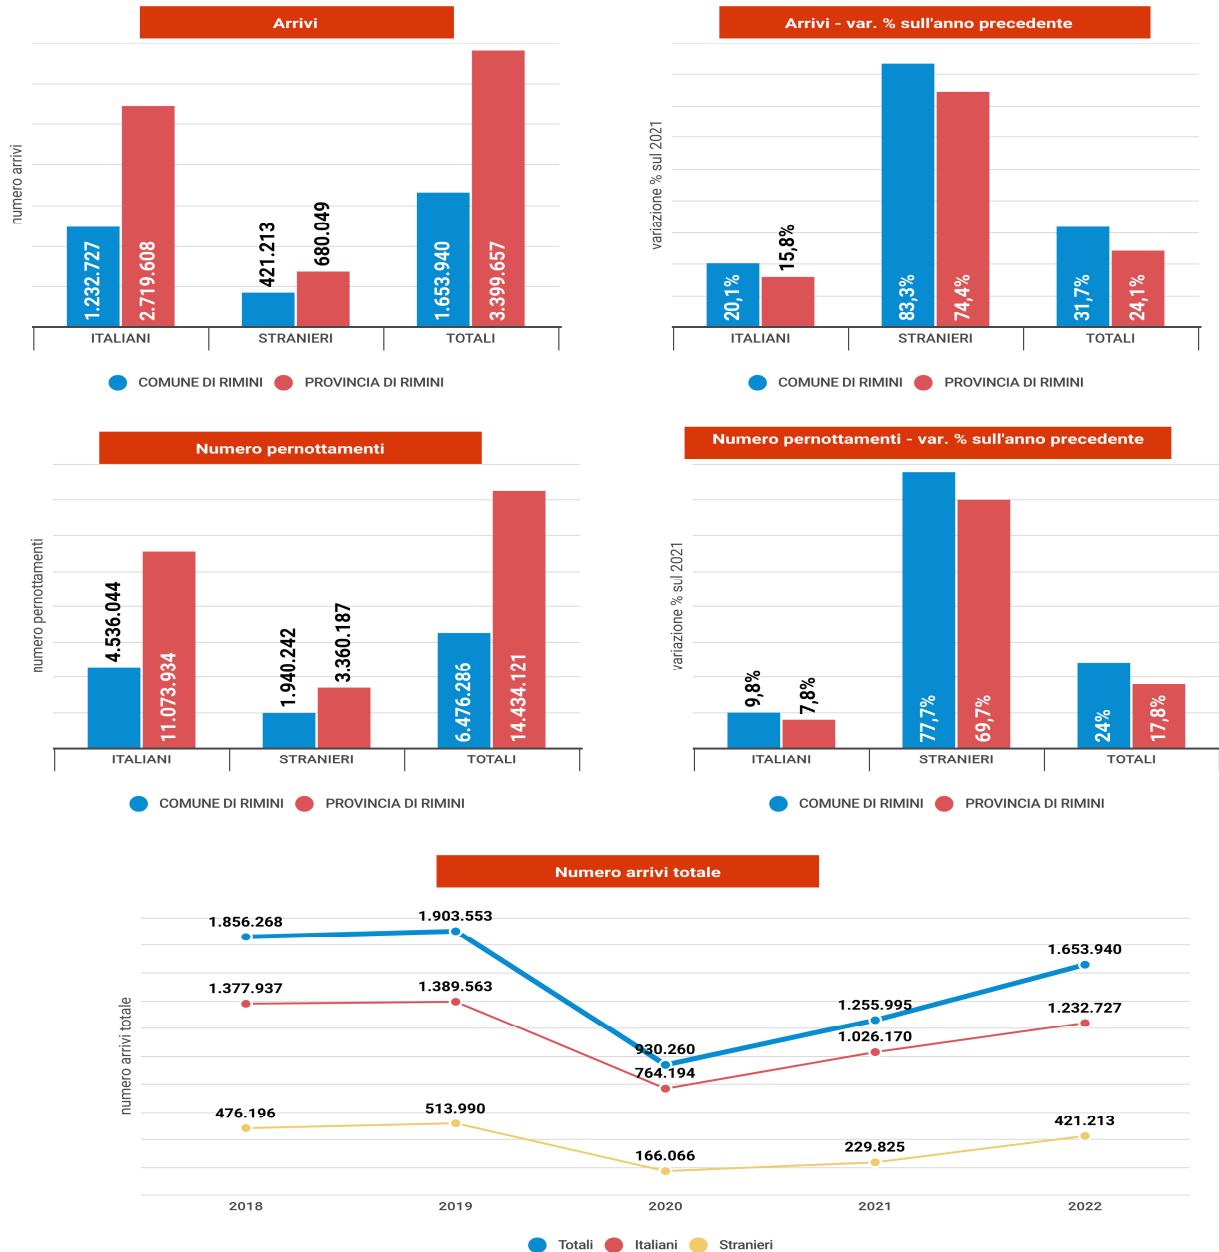 Arrivi
numero arrivi
1.232.727
2.719.608
421.213
680.049
1.653.940
3.399.657
ITALIANI
STRANIERI
TOTALI
COMUNE DI RIMINI
PROVINCIA DI RIMINI
Arrivi - var. % sull'anno precedente
variazione % sul 2021
20,1%
15,8%
83,3%
74,4%
31,7%
24,1%
ITALIANI
STRANIERI
TOTALI
COMUNE DI RIMINI
PROVINCIA DI RIMINI
Numero pernottamenti
numero pernottamenti
4.536.044
11.073.934
1.940.242
3.360.187
6.476.286
14.434.121
ITALIANI
STRANIERI
TOTALI
COMUNE DI RIMINI
PROVINCIA DI RIMINI
Numero pernottamenti - var. % sull'anno precedente
variazione % sul 2021
9,8%
7,8%
77,7%
69,7%
24%
17,8%
ITALIANI
STRANIERI
TOTALI
COMUNE DI RIMINI
PROVINCIA DI RIMINI
Numero arrivi totale
numero arrivi totale
1.856.268
1.903.553
930.260
1.255.995
1.653.940
1.377.937
1.389.563
764.194
1.026.170
1.232.727
476.196
513.990
166.066
229.825
421.213
2018
2019
2020
2021
2022
Totali
Italiani
Stranieri